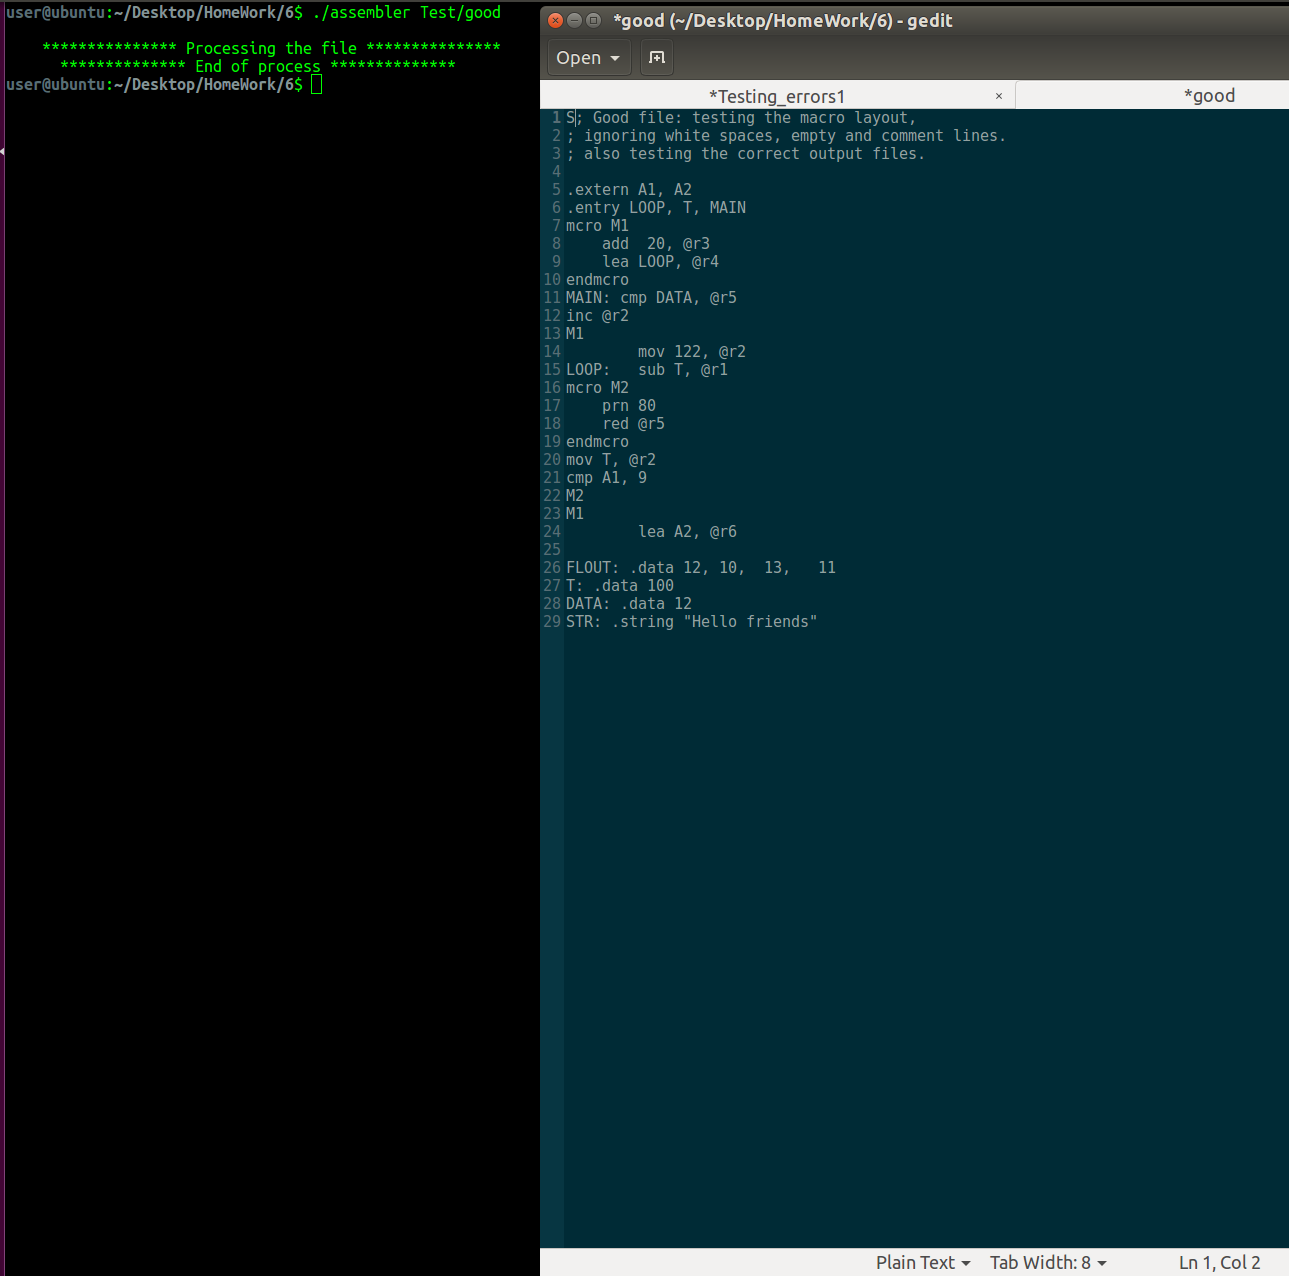 user@ubuntu:~/Desktop/HomeWork/6$ ./assembler Test/good
*************** Processing the file ***************
************** End of process **************
user@ubuntu:~/Desktop/HomeWork/6$
*good (~/Desktop/HomeWork/6) - gedit
Open
*Testing_errors1 × *good
1 S; Good file: testing the macro layout,
2 ; ignoring white spaces, empty and comment lines.
3 ; also testing the correct output files.
4
5 .extern A1, A2
6 .entry LOOP, T, MAIN
7 mcro M1
8     add  20, @r3
9     lea LOOP, @r4
10 endmcro
11 MAIN: cmp DATA, @r5
12 inc @r2
13 M1
14         mov 122, @r2
15 LOOP:   sub T, @r1
16 mcro M2
17     prn 80
18     red @r5
19 endmcro
20 mov T, @r2
21 cmp A1, 9
22 M2
23 M1
24         lea A2, @r6
25
26 FLOUT: .data 12, 10,  13,   11
27 T: .data 100
28 DATA: .data 12
29 STR: .string "Hello friends"
Plain Text Tab Width: 8 Ln 1, Col 2